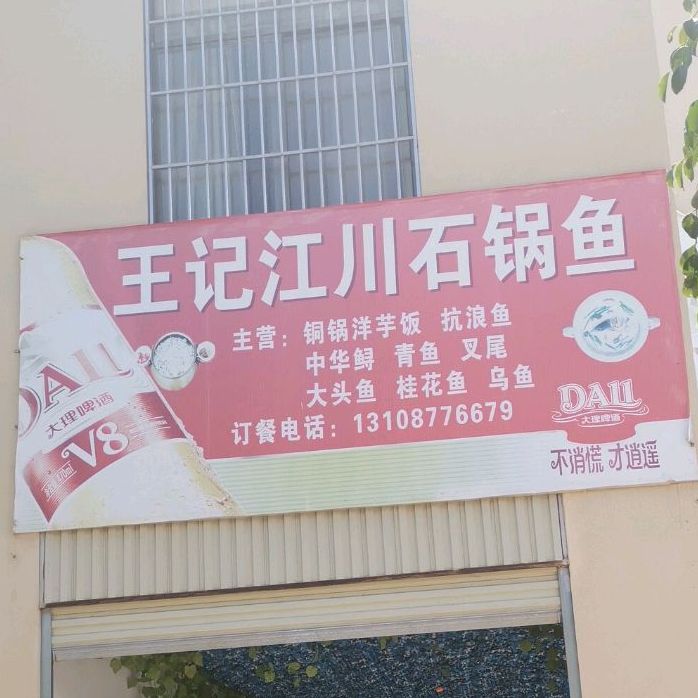 王记江川石锅鱼
主营：铜锅洋芋饭 抗浪鱼
中华鲟 青鱼 叉尾
大头鱼 桂花鱼 乌鱼
订餐电话：13108776679
DALI
大理啤酒
V8
DALI
大理啤酒
不消慌 才逍遥